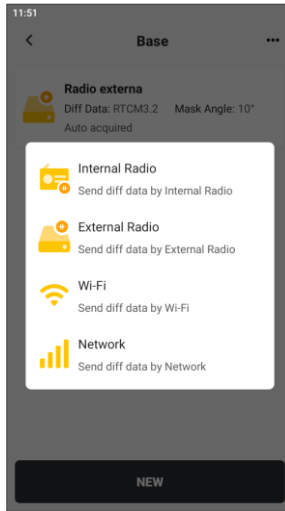 11:51
Base
Radio externa
Diff Data: RTCM3.2 Mask Angle: 10°
Auto acquired
Internal Radio
Send diff data by Internal Radio
External Radio
Send diff data by External Radio
Wi-Fi
Send diff data by Wi-Fi
Network
Send diff data by Network
NEW